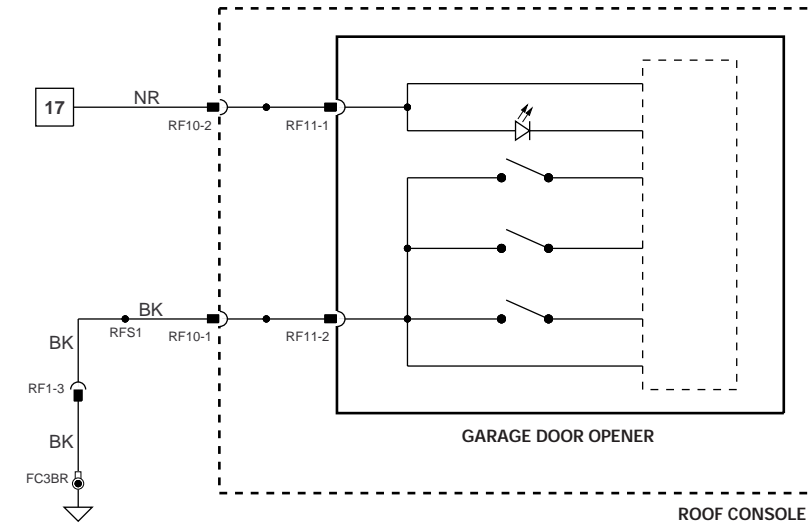 17
NR
RF10-2
RF11-1
BK
RFS1
RF10-1
RF11-2
BK
RF1-3
BK
FC3BR
GARAGE DOOR OPENER
ROOF CONSOLE